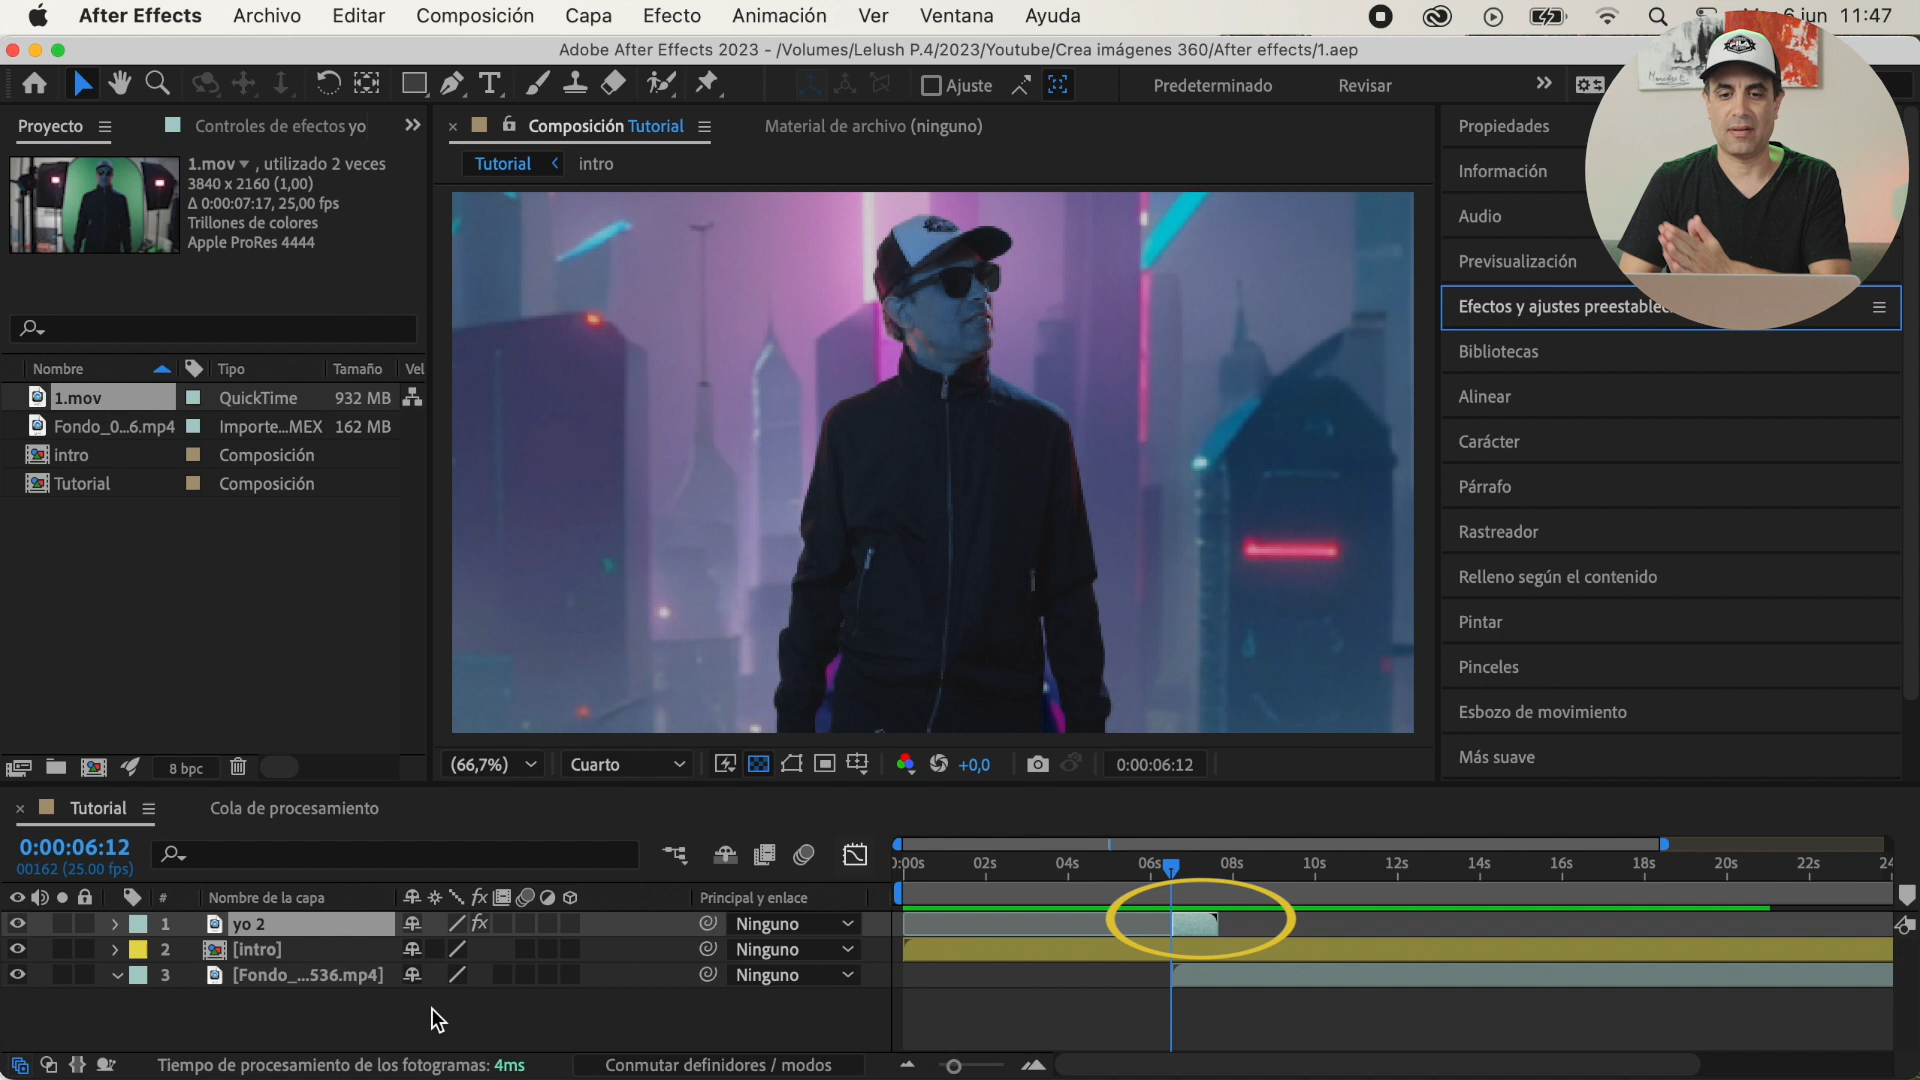 After Effects Archivo Editar Composición Capa Efecto Animación Ver Ventana Ayuda 6 jun 11:47
Adobe After Effects 2023 - /Volumes/Lelush P.4/2023/Youtube/Crea imágenes 360/After effects/1.aep
Ajuste Predeterminado Revisar
Proyecto Controles de efectos yo
Composición Tutorial Material de archivo (ninguno)
Tutorial intro
1.mov , utilizado 2 veces
3840 x 2160 (1,00)
Δ 0:00:07:17, 25,00 fps
Trillones de colores
Apple ProRes 4444
Nombre Tipo Tamaño Vel
1.mov QuickTime 932 MB
Fondo_0...6.mp4 Importe...MEX 162 MB
intro Composición
Tutorial Composición
8 bpc
(66,7%) Cuarto +0,0 0:00:06:12
Propiedades
Información
Audio
Previsualización
Efectos y ajustes preestablec
Bibliotecas
Alinear
Carácter
Párrafo
Rastreador
Relleno según el contenido
Pintar
Pinceles
Esbozo de movimiento
Más suave
Tutorial Cola de procesamiento
0:00:06:12
00162 (25.00 fps)
0:00s 02s 04s 06s 08s 10s 12s 14s 16s 18s 20s 22s 24
# Nombre de la capa fx Principal y enlace
1 yo 2 fx Ninguno
2 [intro] Ninguno
3 [Fondo_...536.mp4] Ninguno
Tiempo de procesamiento de los fotogramas: 4ms Conmutar definidores / modos